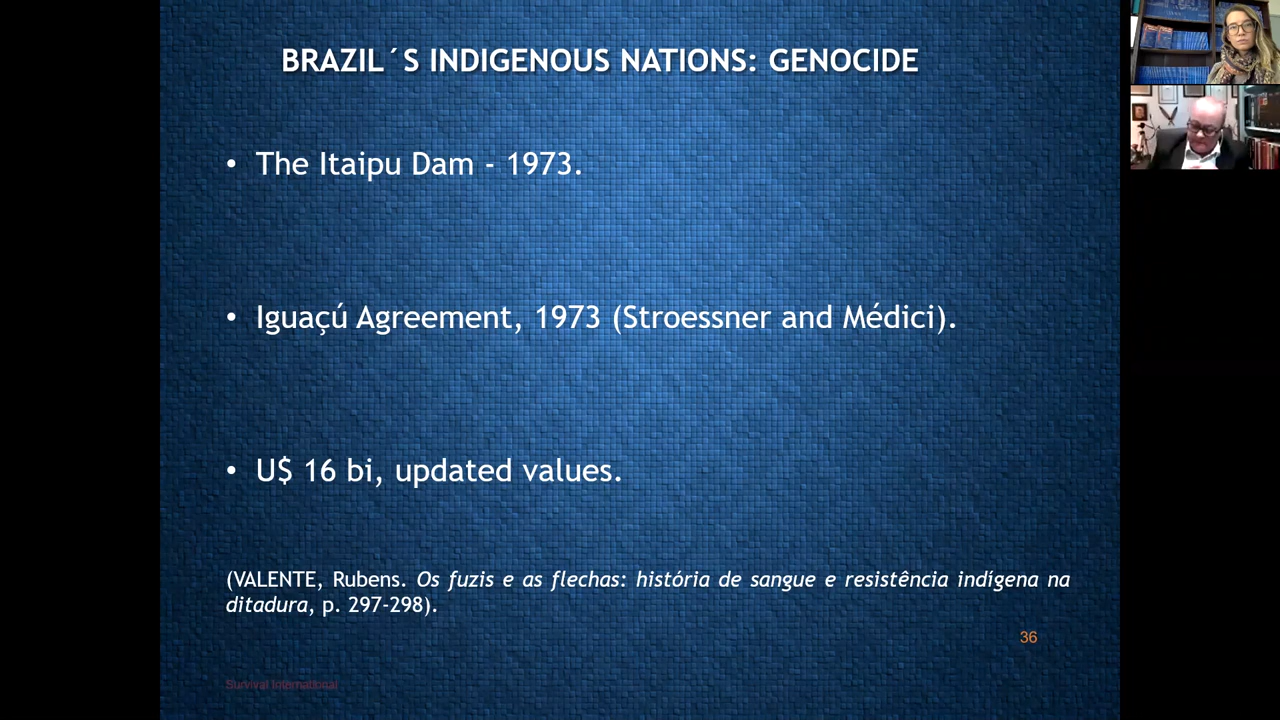 BRAZIL´S INDIGENOUS NATIONS: GENOCIDE
• The Itaipu Dam - 1973.
• Iguaçú Agreement, 1973 (Stroessner and Médici).
• U$ 16 bi, updated values.
(VALENTE, Rubens. Os fuzis e as flechas: história de sangue e resistência indígena na
ditadura, p. 297-298).
36
Survival International